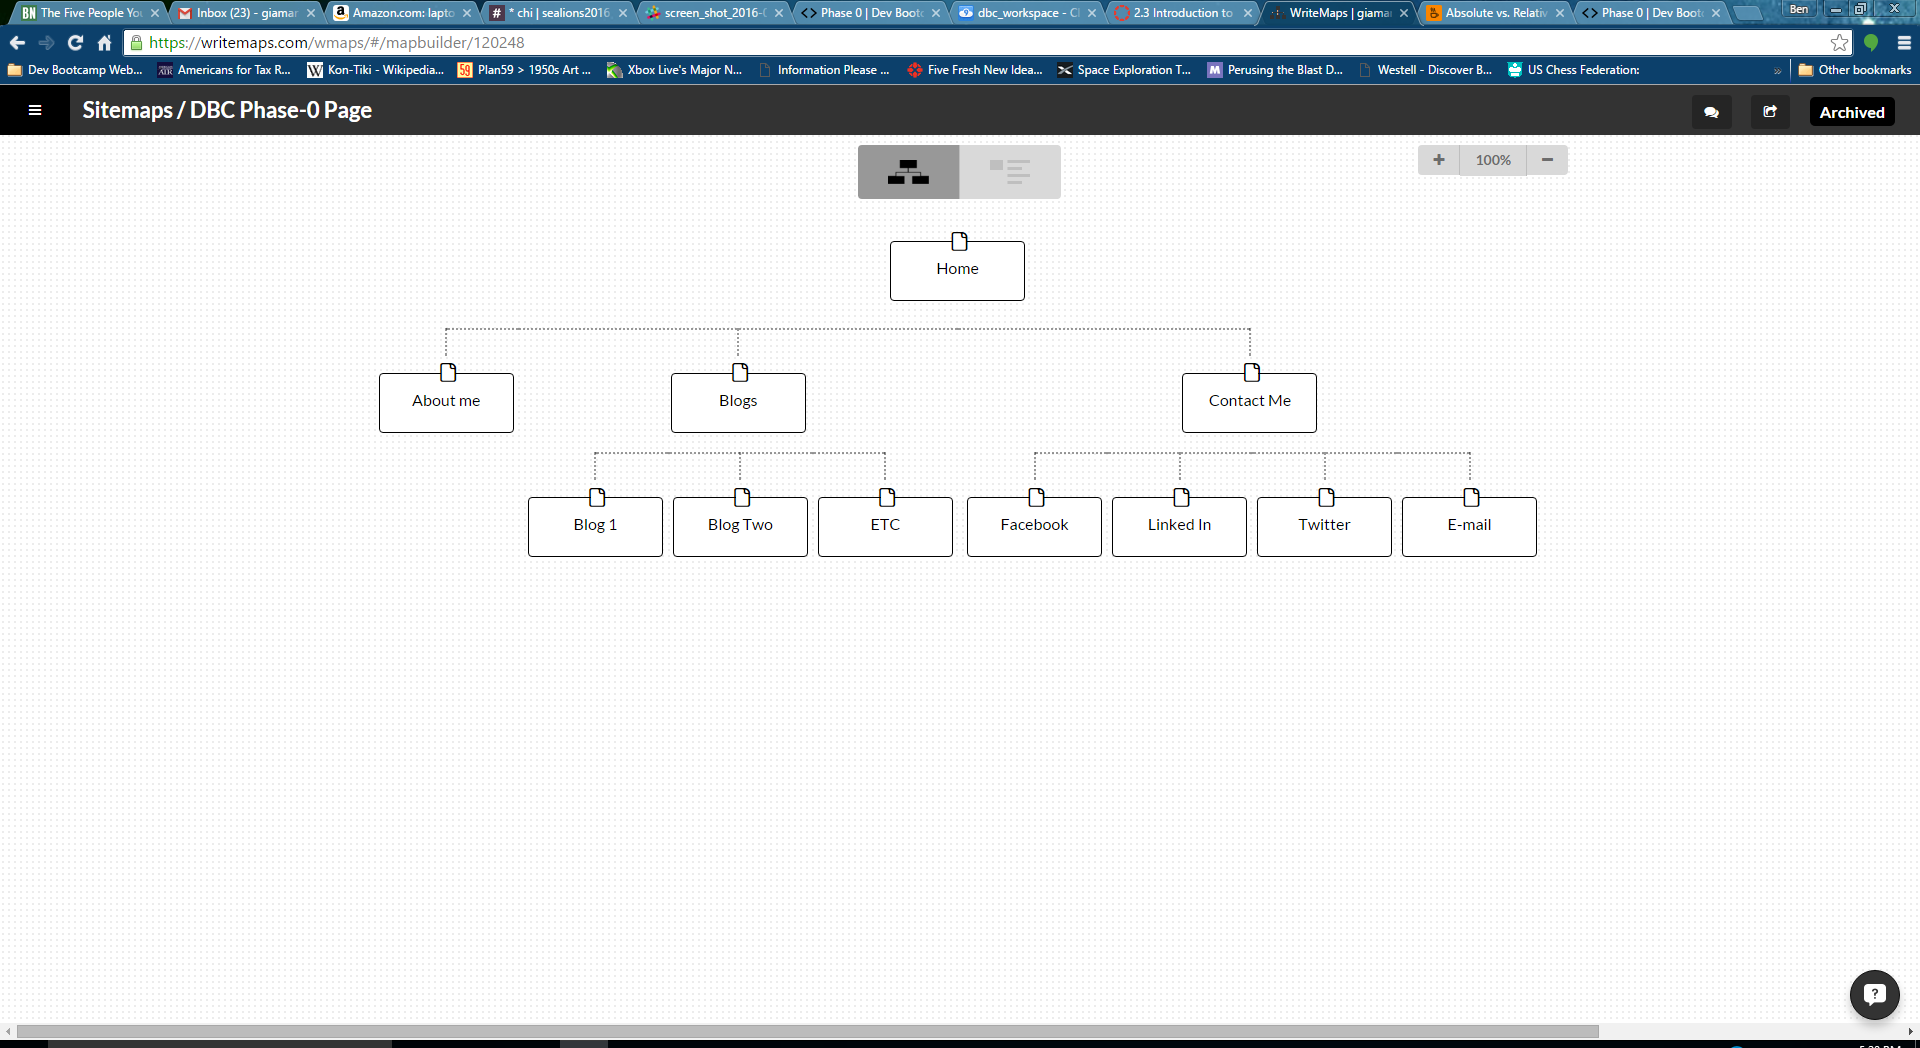 The Five People Yo
Inbox (23) - giamar
Amazon.com: lapto
* chi | sealions2016
screen_shot_2016-0
Phase 0 | Dev Boot
dbc_workspace - Cl
2.3 Introduction to
WriteMaps | giamar
Absolute vs. Relativ
Phase 0 | Dev Boot
Ben
https://writemaps.com/wmaps/#/mapbuilder/120248
Dev Bootcamp Web...
Americans for Tax R...
Kon-Tiki - Wikipedia...
Plan59 > 1950s Art ...
Xbox Live's Major N...
Information Please ...
Five Fresh New Idea...
Space Exploration T...
Perusing the Blast D...
Westell - Discover B...
US Chess Federation:
Other bookmarks
Sitemaps / DBC Phase-0 Page
Archived
100%
Home
About me
Blogs
Contact Me
Blog 1
Blog Two
ETC
Facebook
Linked In
Twitter
E-mail